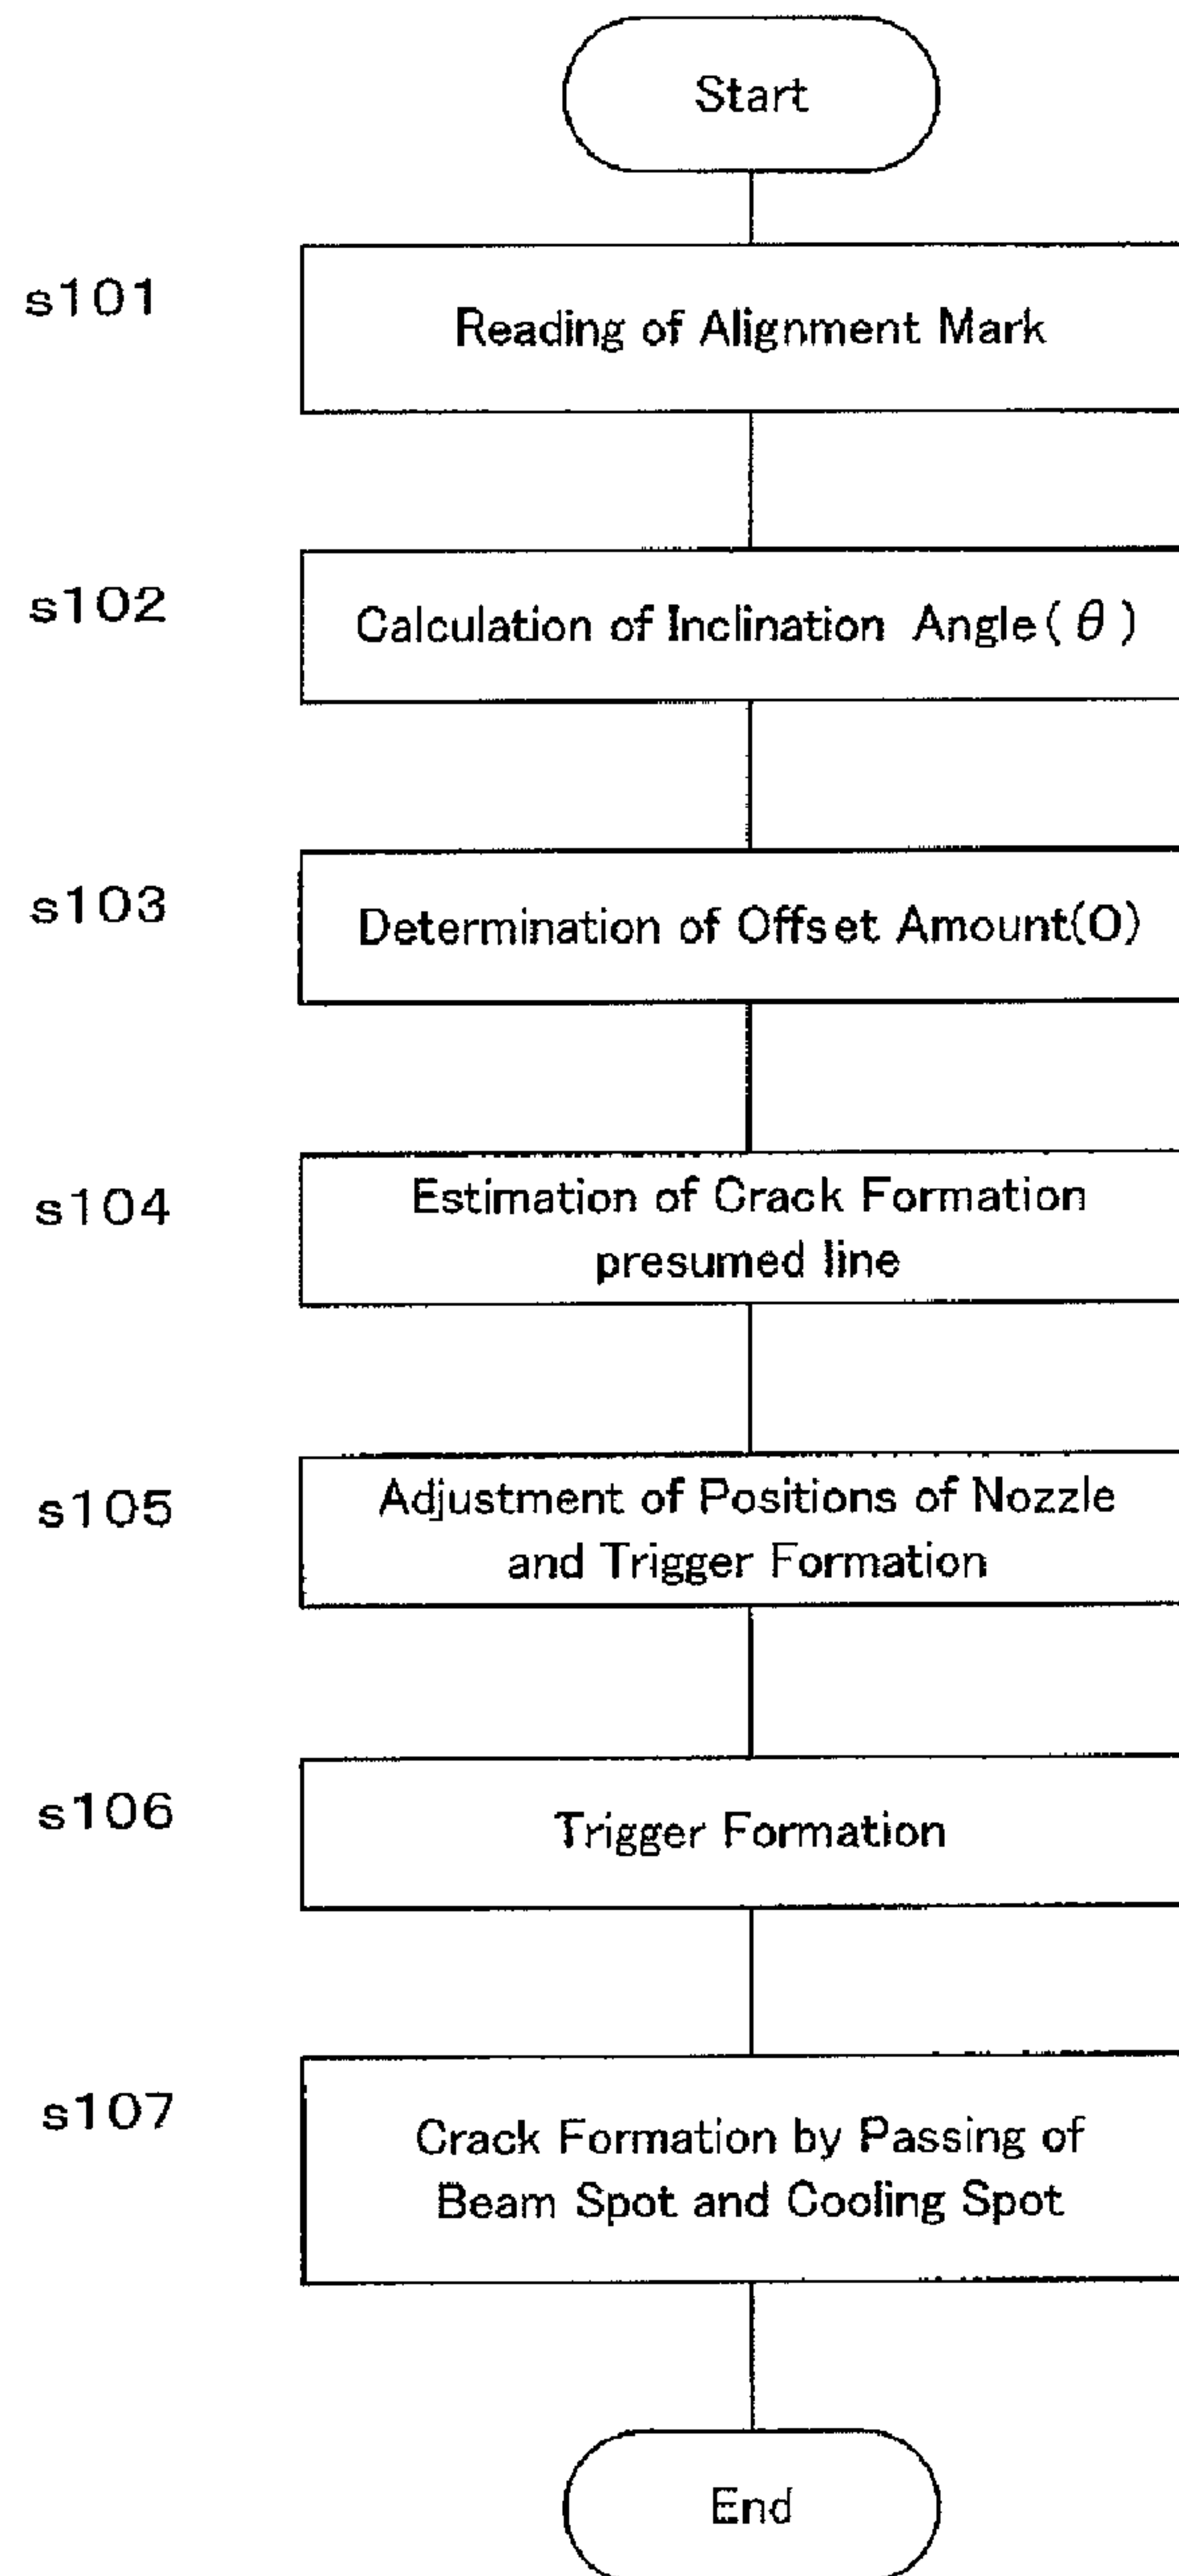 Start
s101
Reading of Alignment Mark
s102
Calculation of Inclination Angle(θ)
s103
Determination of Offset Amount(O)
s104
Estimation of Crack Formation
presumed line
s105
Adjustment of Positions of Nozzle
and Trigger Formation
s106
Trigger Formation
s107
Crack Formation by Passing of
Beam Spot and Cooling Spot
End